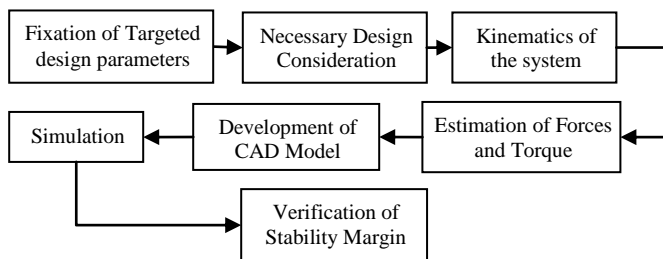 Fixation of Targeted
design parameters
Necessary Design
Consideration
Kinematics of
the system
Estimation of Forces
and Torque
Development of
CAD Model
Simulation
Verification of
Stability Margin